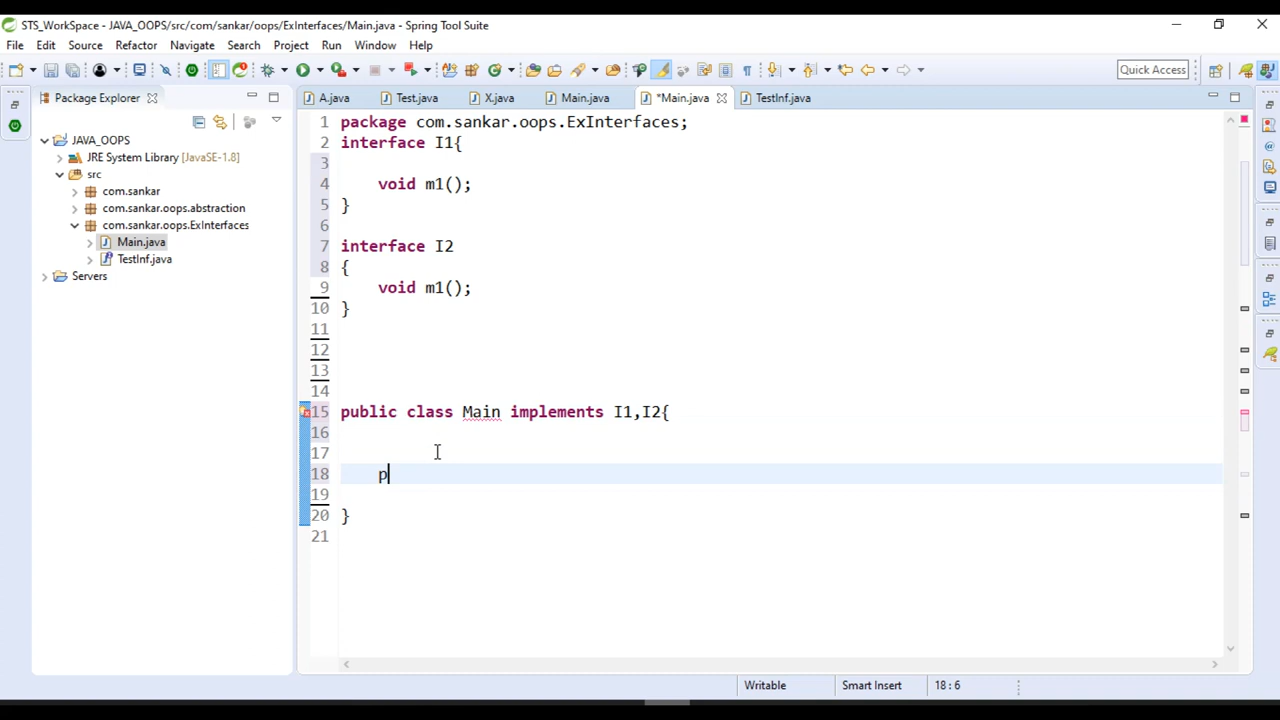 STS_WorkSpace - JAVA_OOPS/src/com/sankar/oops/ExInterfaces/Main.java - Spring Tool Suite
File Edit Source Refactor Navigate Search Project Run Window Help
Quick Access
Package Explorer
A.java Test.java X.java Main.java *Main.java TestInf.java
JAVA_OOPS
JRE System Library [JavaSE-1.8]
src
com.sankar
com.sankar.oops.abstraction
com.sankar.oops.ExInterfaces
Main.java
TestInf.java
Servers
1 package com.sankar.oops.ExInterfaces;
2 interface I1{
3
4 void m1();
5 }
6
7 interface I2
8 {
9 void m1();
10 }
11
12
13
14
15 public class Main implements I1,I2{
16
17
18 p
19
20 }
21
Writable Smart Insert 18 : 6